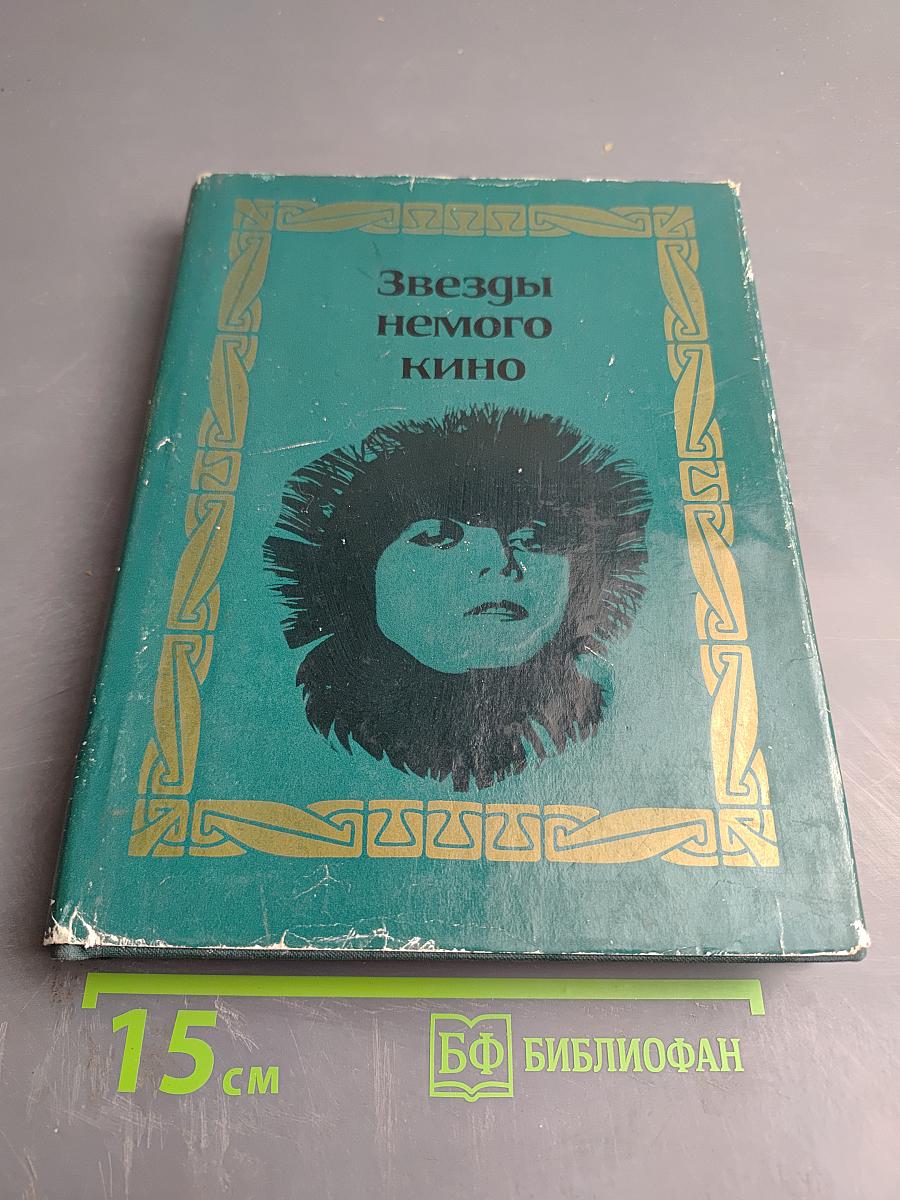 Звезды
немого
кино
15 см
БФ БИБЛИОФАН